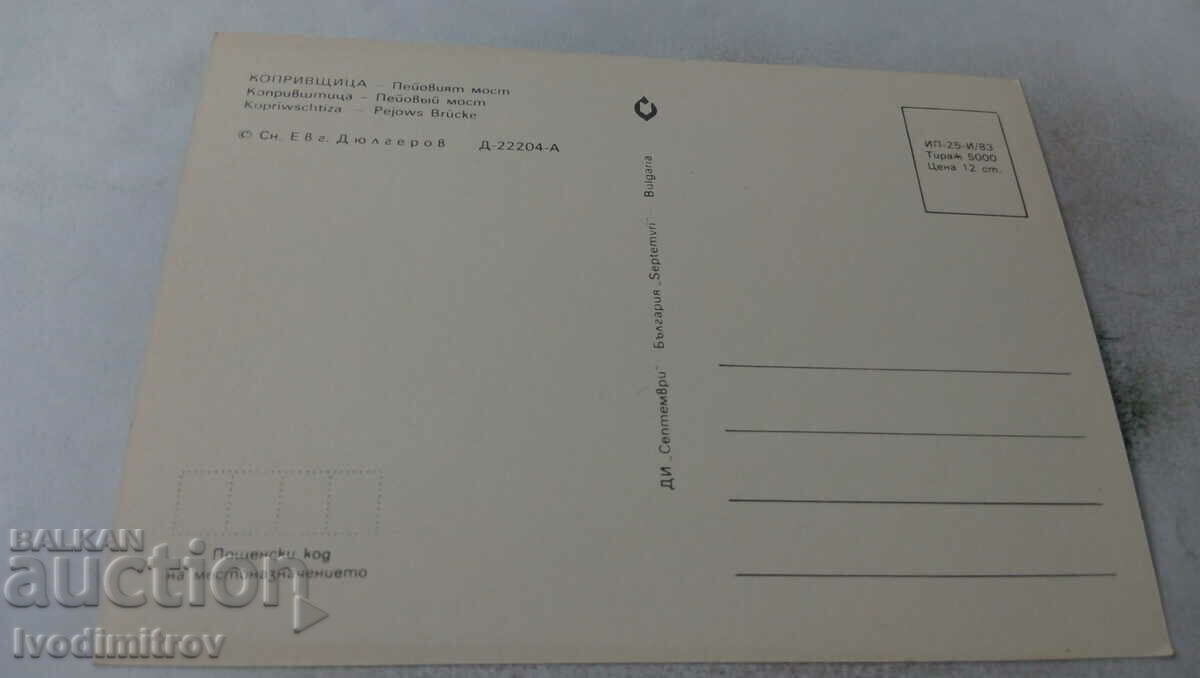 КОПРИВЩИЦА – Пейовият мост
Копривштица – Пейовый мост
Kopriwschtiza – Pejows Brücke
© Сн. Евг. Дюлгеров Д-22204-А
ИП-25-И/83
Тираж 5000
Цена 12 ст.
ДИ „Септември" България „Septemvri" Bulgaria
Пощенски код
на местоназначението
BALKAN
auction
Ivodimitrov